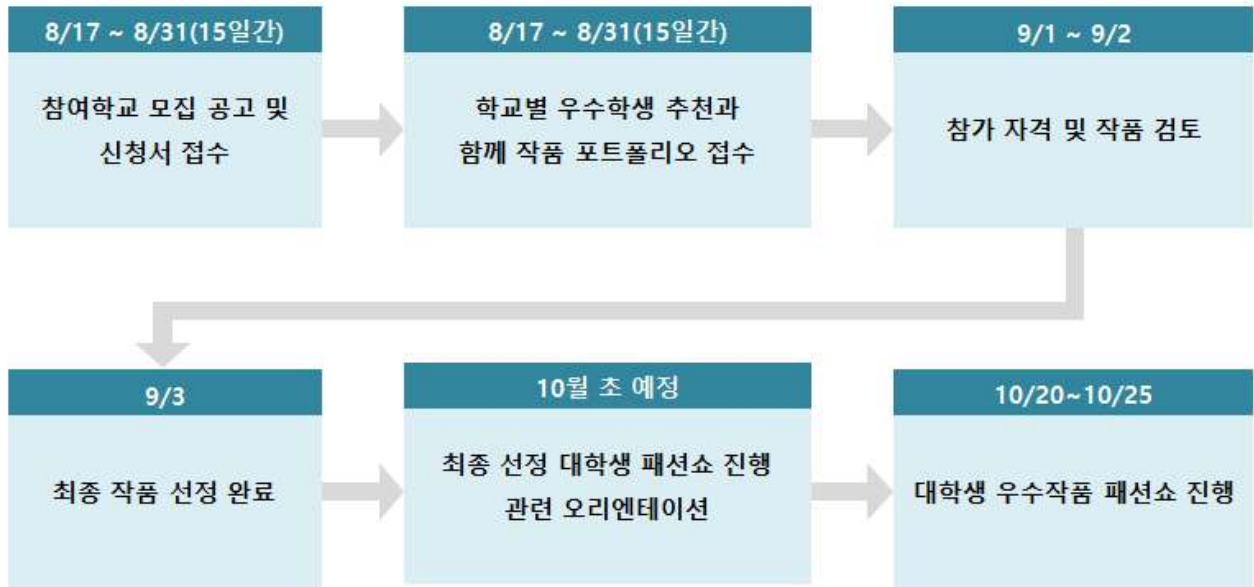 8/17 ~ 8/31(15일간)
참여학교 모집 공고 및
신청서 접수
8/17 ~ 8/31(15일간)
학교별 우수학생 추천과
함께 작품 포트폴리오 접수
9/1 ~ 9/2
참가 자격 및 작품 검토
9/3
최종 작품 선정 완료
10월 초 예정
최종 선정 대학생 패션쇼 진행
관련 오리엔테이션
10/20~10/25
대학생 우수작품 패션쇼 진행